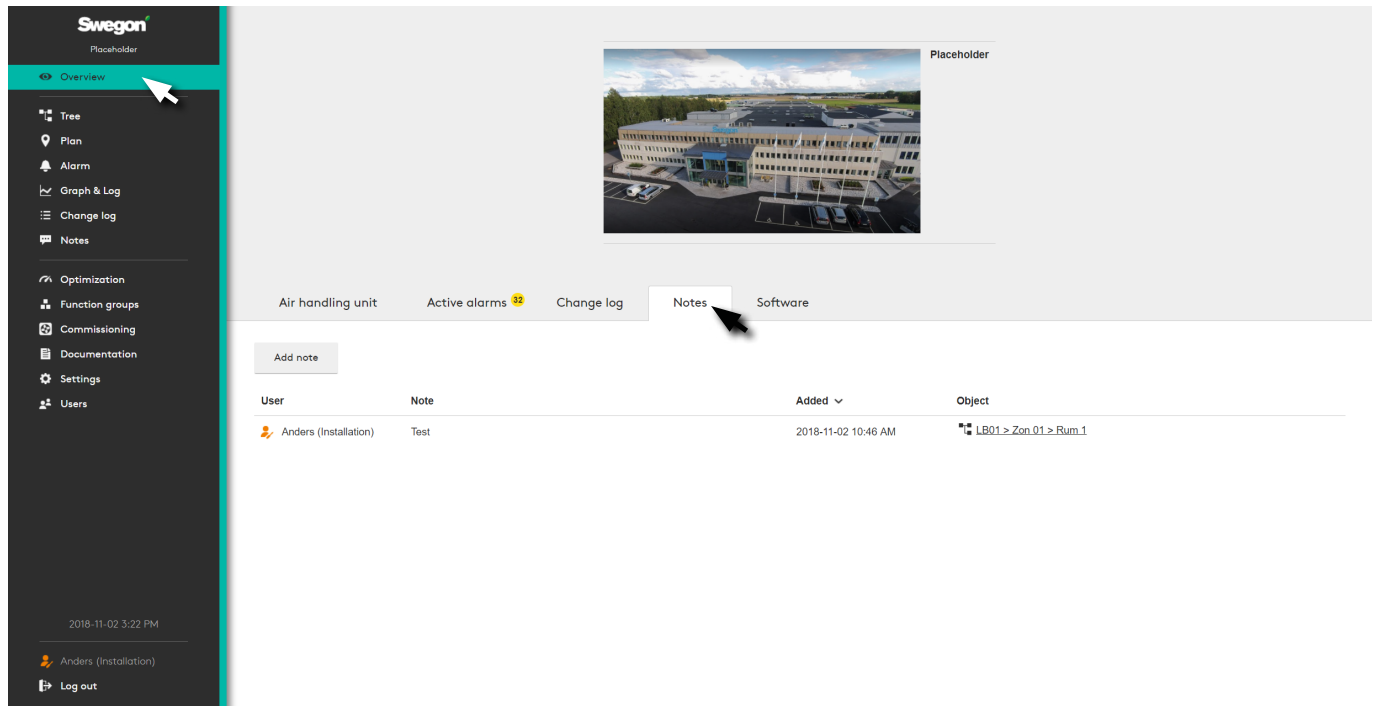 Swegon
Placeholder
Overview
Tree
Plan
Alarm
Graph & Log
Change log
Notes
Optimization
Function groups
Commissioning
Documentation
Settings
Users
2018-11-02 3:22 PM
Anders (Installation)
Log out
Placeholder
Swegon
Air handling unit Active alarms 32 Change log Notes Software
Add note
User Note Added Object
Anders (Installation) Test 2018-11-02 10:46 AM LB01 > Zon 01 > Rum 1